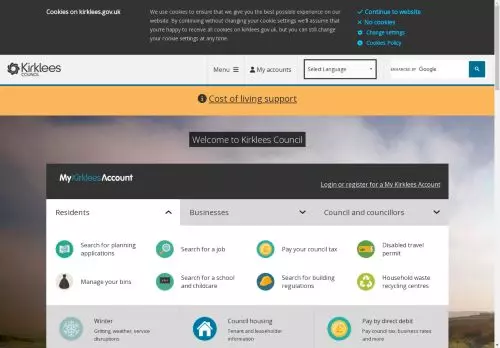 Cookies on kirklees.gov.uk
We use cookies to ensure that we give you the best possible experience on our
website. By continuing without changing your cookie settings we'll assume that
you're happy to receive all cookies on kirklees.gov.uk, but you can still change
your cookie settings at any time.
Continue to website
No cookies
Change settings
Cookies Policy
Kirklees
COUNCIL
Menu
My accounts
Select Language
ENHANCED BY Google
Cost of living support
Welcome to Kirklees Council
MyKirkleesAccount
Login or register for a My Kirklees Account
Residents
Businesses
Council and councillors
Search for planning
applications
Search for a job
Pay your council tax
Disabled travel
permit
Manage your bins
Search for a school
and childcare
Search for building
regulations
Household waste
recycling centres
Winter
Gritting, weather, service
disruptions
Council housing
Tenant and leaseholder
information
Pay by direct debit
Pay council tax, business rates
and more